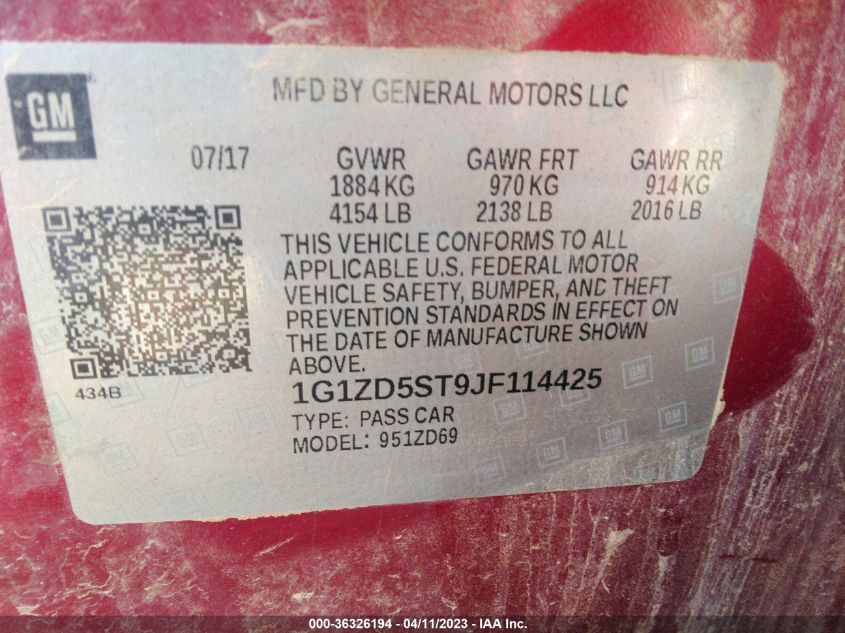 GM
MFD BY GENERAL MOTORS LLC
07/17 GVWR GAWR FRT GAWR RR
1884 KG 970 KG 914 KG
4154 LB 2138 LB 2016 LB
THIS VEHICLE CONFORMS TO ALL
APPLICABLE U.S. FEDERAL MOTOR
VEHICLE SAFETY, BUMPER, AND THEFT
PREVENTION STANDARDS IN EFFECT ON
THE DATE OF MANUFACTURE SHOWN
ABOVE.
434B
1G1ZD5ST9JF114425
TYPE: PASS CAR
MODEL: 951ZD69
000-36326194 - 04/11/2023 - IAA Inc.